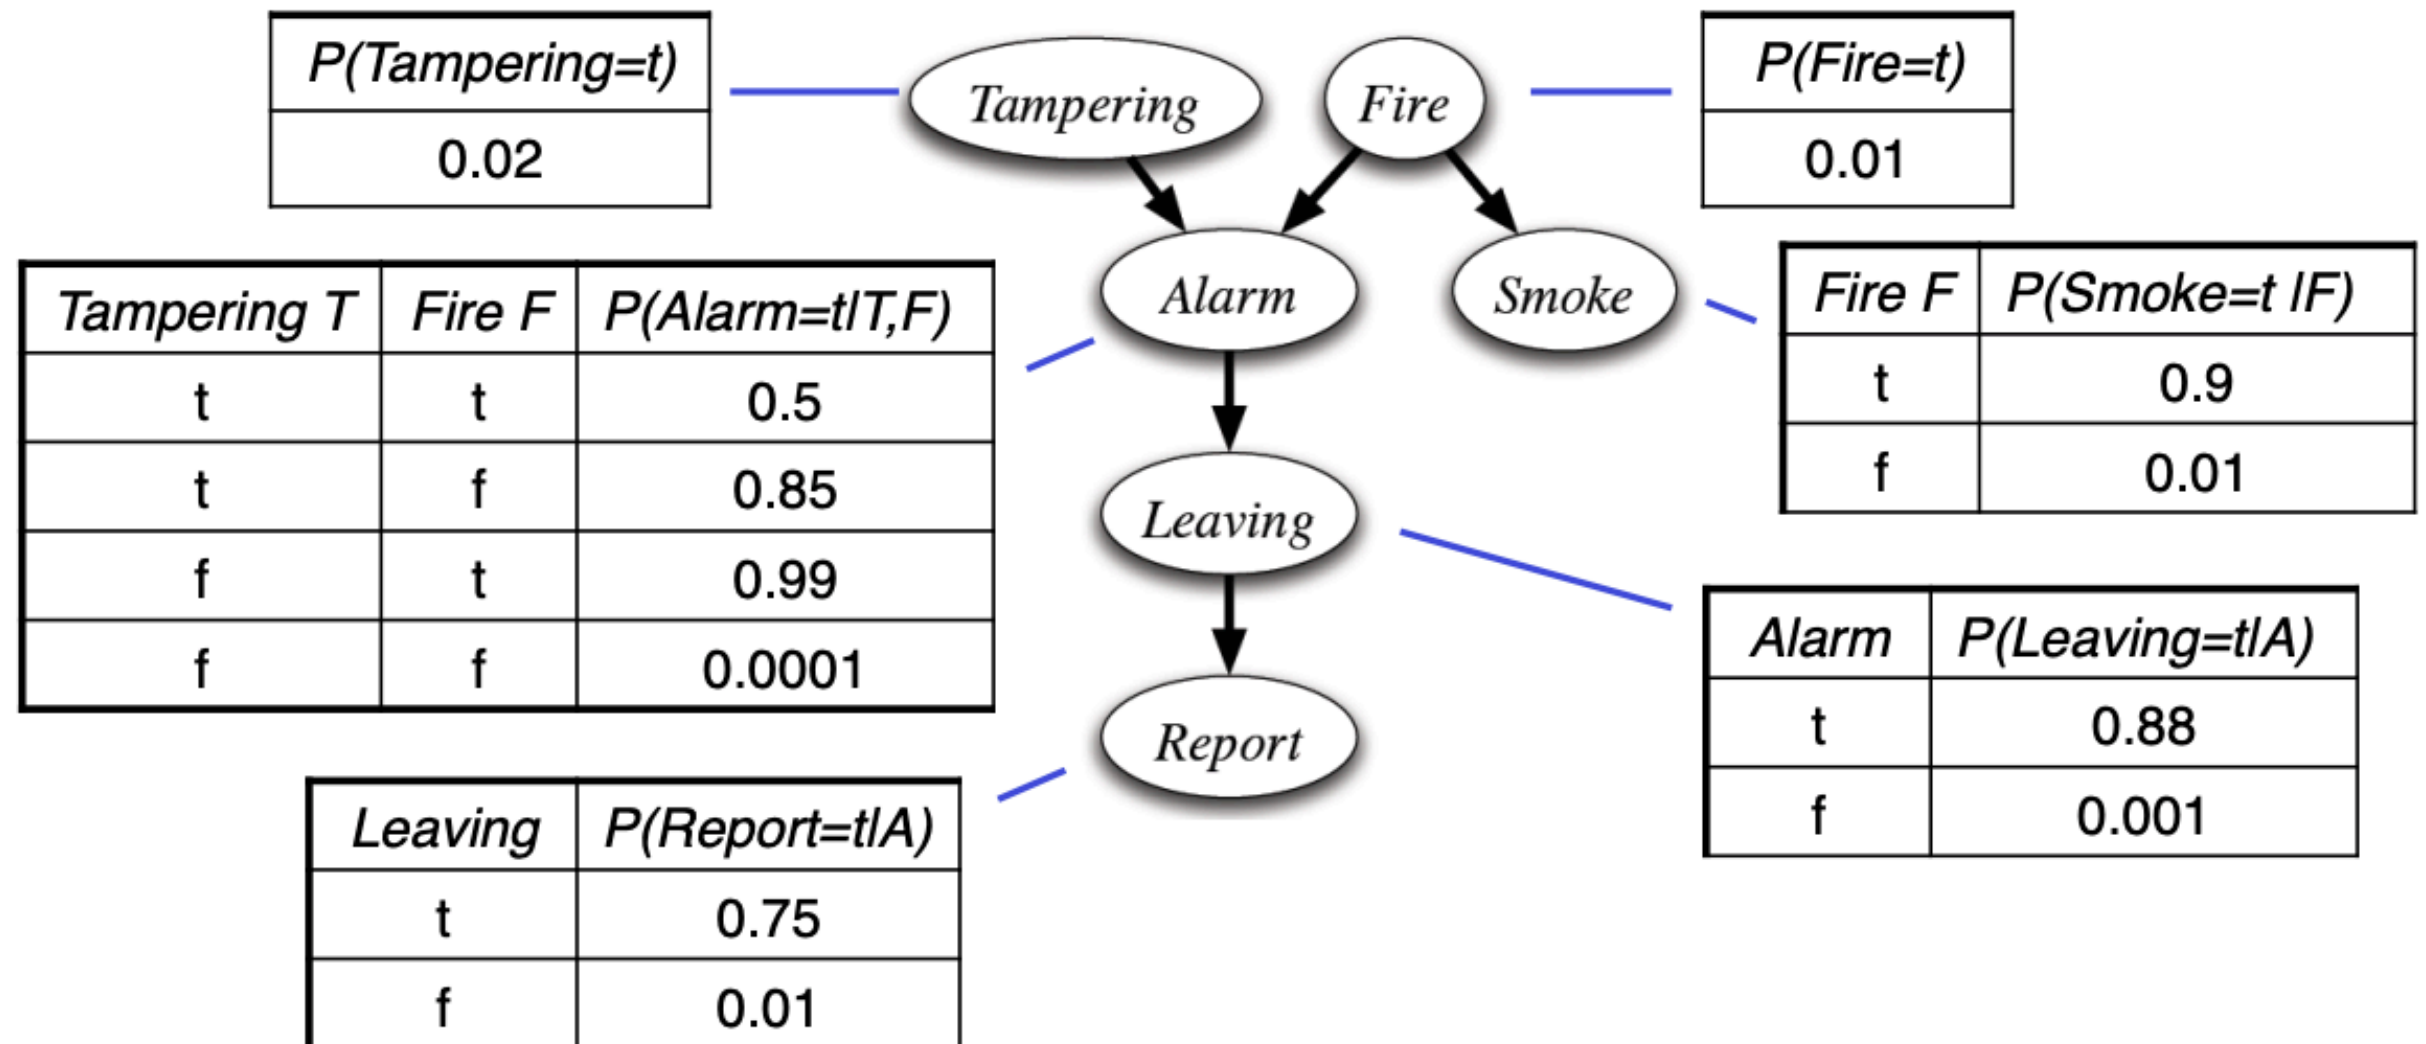 P(Tampering=t)
0.02
Tampering
Fire
P(Fire=t)
0.01
Tampering T Fire F P(Alarm=t|T,F)
t t 0.5
t f 0.85
f t 0.99
f f 0.0001
Alarm
Smoke
Fire F P(Smoke=t |F)
t 0.9
f 0.01
Leaving
Alarm P(Leaving=t|A)
t 0.88
f 0.001
Report
Leaving P(Report=t|A)
t 0.75
f 0.01